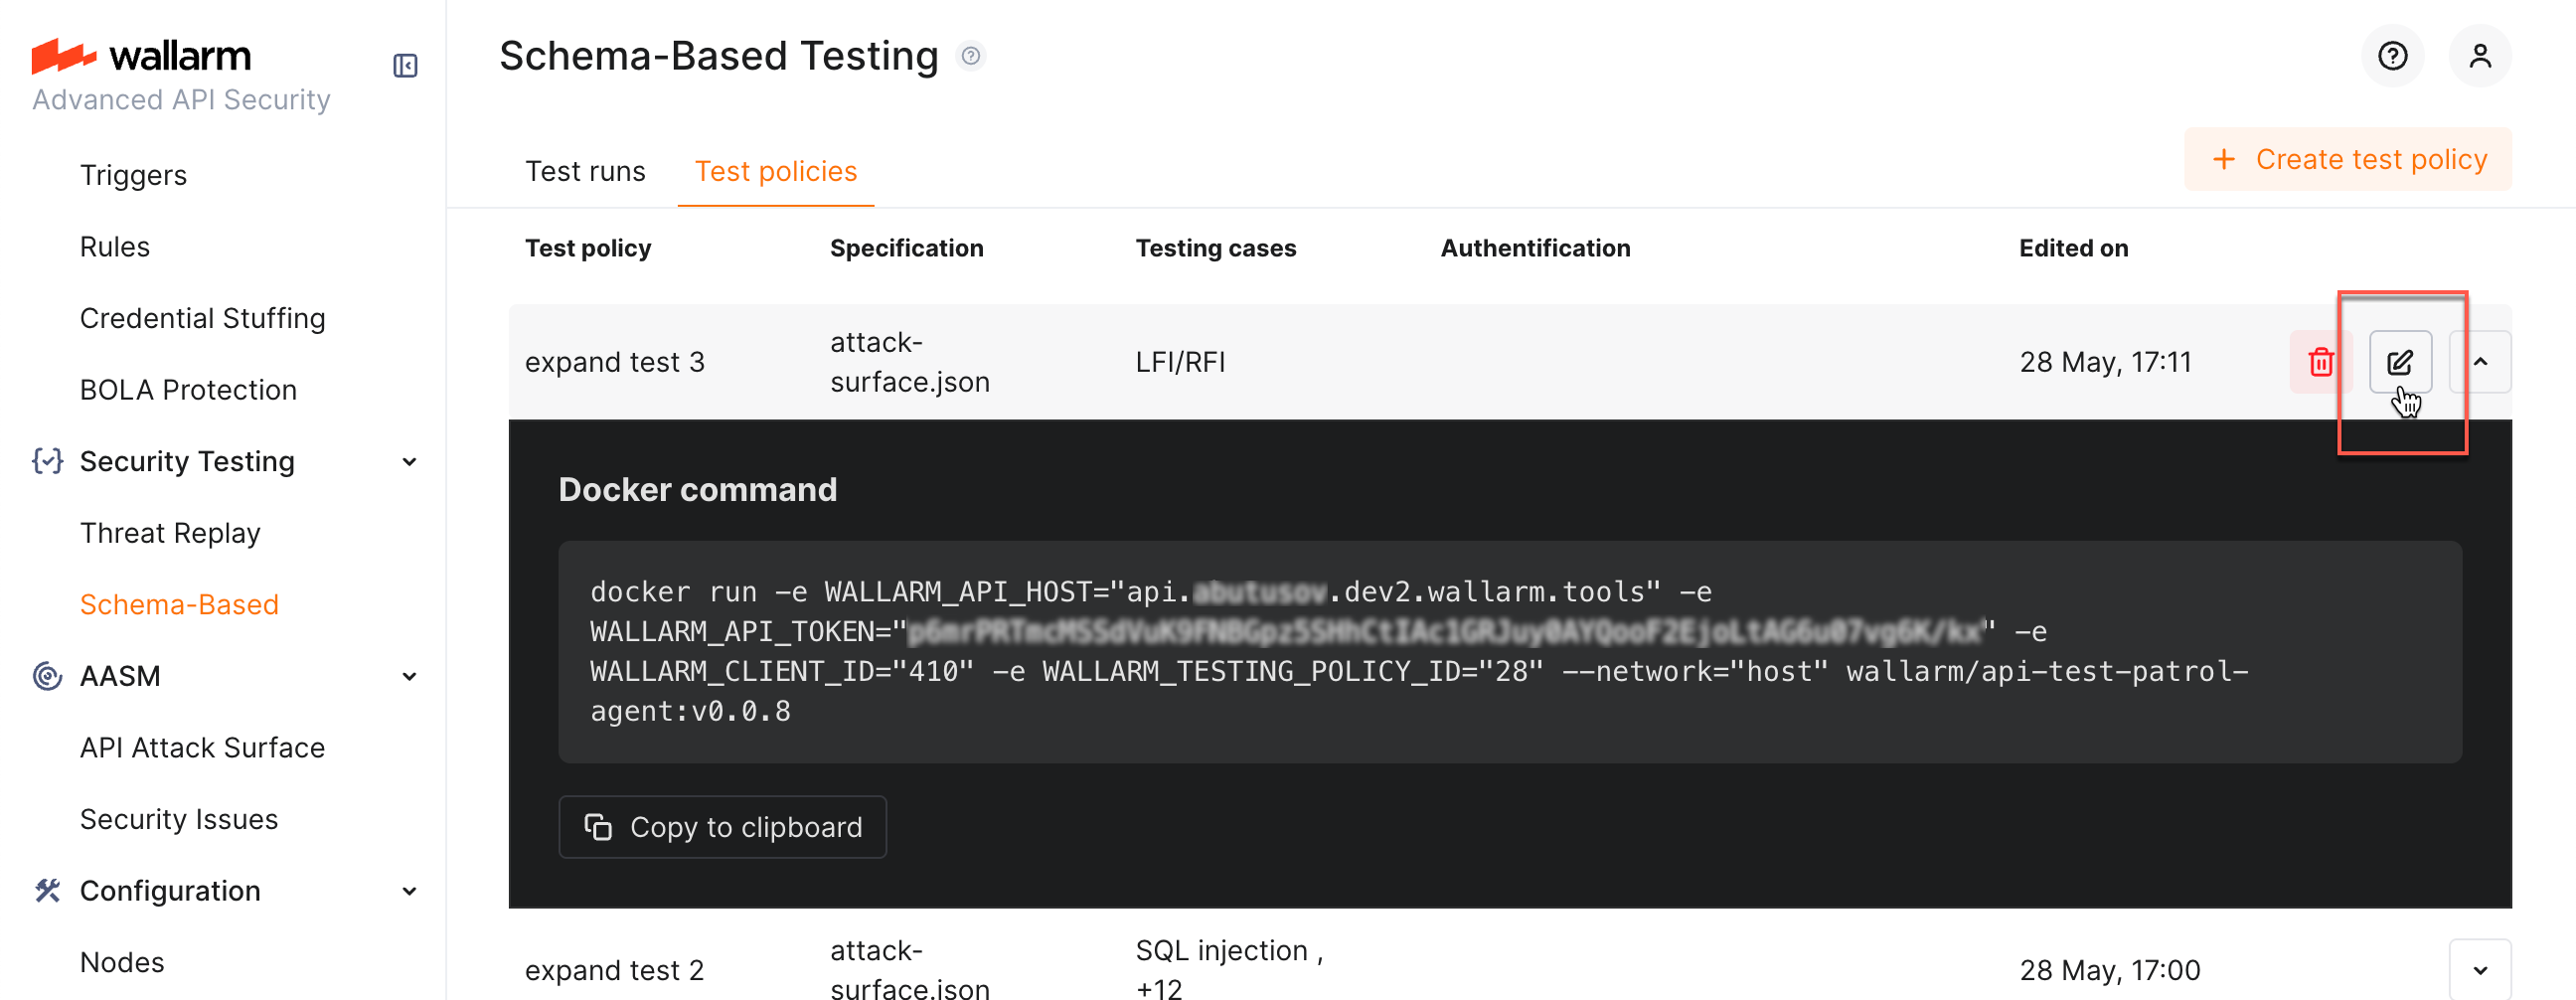 wallarm
Advanced API Security
Triggers
Rules
Credential Stuffing
BOLA Protection
Security Testing
Threat Replay
Schema-Based
AASM
API Attack Surface
Security Issues
Configuration
Nodes
Schema-Based Testing
Test runs
Test policies
+ Create test policy
Test policy Specification Testing cases Authentification Edited on
expand test 3 attack-surface.json LFI/RFI 28 May, 17:11
Docker command
docker run -e WALLARM_API_HOST="api. .dev2.wallarm.tools" -e
WALLARM_API_TOKEN=" " -e
WALLARM_CLIENT_ID="410" -e WALLARM_TESTING_POLICY_ID="28" --network="host" wallarm/api-test-patrol-
agent:v0.0.8
Copy to clipboard
expand test 2 attack-surface.json SQL injection , +12 28 May, 17:00